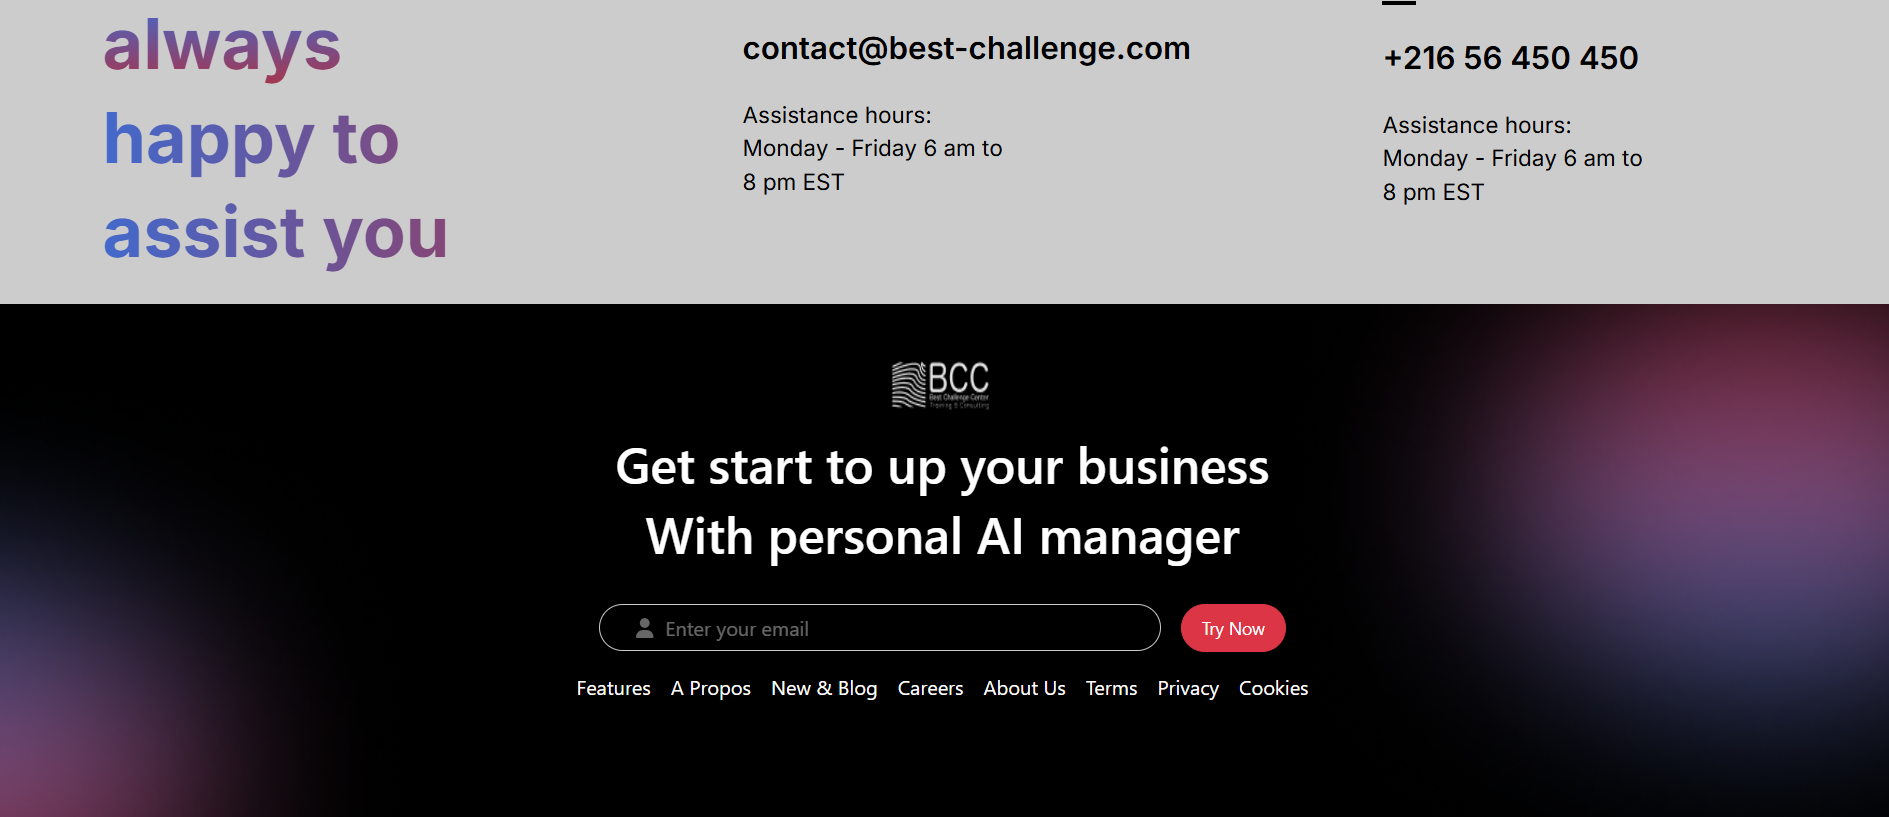 always
happy to
assist you
contact@best-challenge.com
Assistance hours:
Monday - Friday 6 am to
8 pm EST
+216 56 450 450
Assistance hours:
Monday - Friday 6 am to
8 pm EST
BCC
Best Challenge Center
Training & Consulting
Get start to up your business
With personal AI manager
Enter your email
Try Now
Features A Propos New & Blog Careers About Us Terms Privacy Cookies